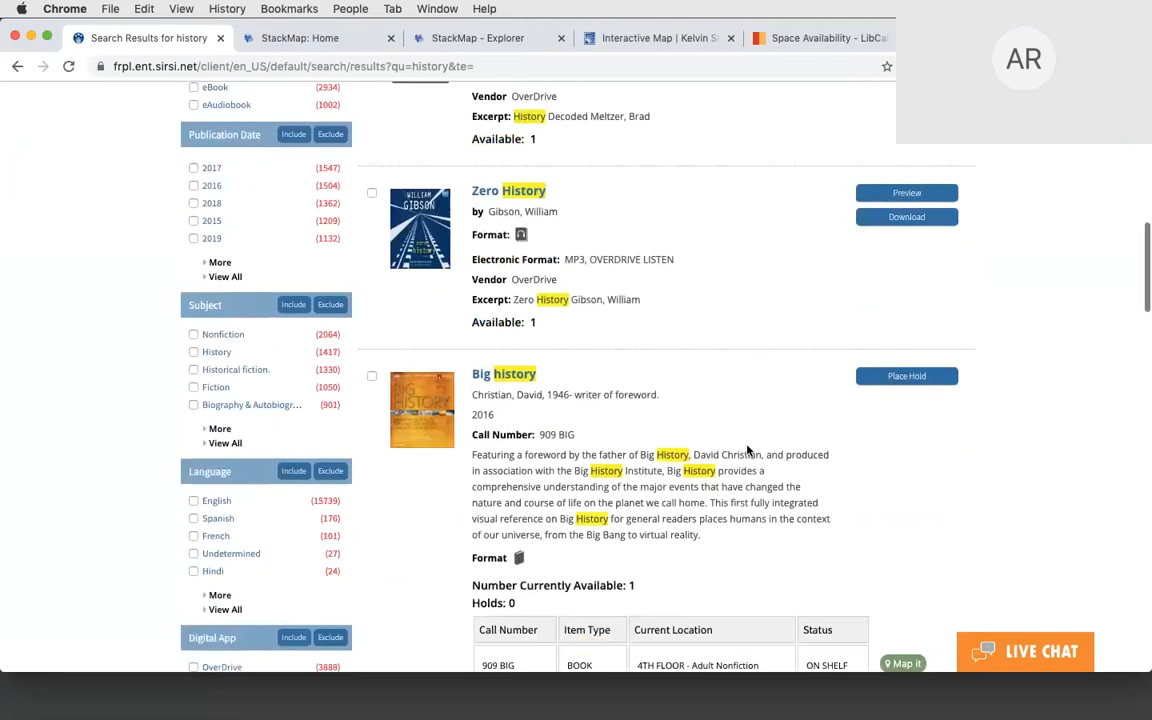 Chrome File Edit View History Bookmarks People Tab Window Help
Search Results for history
StackMap: Home
StackMap - Explorer
Interactive Map | Kelvin S
Space Availability - LibCa
AR
frpl.ent.sirsi.net/client/en_US/default/search/results?qu=history&te=
eBook (2934)
eAudiobook (1002)
Publication Date Include Exclude
2017 (1547)
2016 (1504)
2018 (1362)
2015 (1209)
2019 (1132)
More
View All
Subject Include Exclude
Nonfiction (2064)
History (1417)
Historical fiction. (1330)
Fiction (1050)
Biography & Autobiogr... (901)
More
View All
Language Include Exclude
English (15739)
Spanish (176)
French (101)
Undetermined (27)
Hindi (24)
More
View All
Digital App Include Exclude
OverDrive (3888)
Vendor OverDrive
Excerpt: History Decoded Meltzer, Brad
Available: 1
WILLIAM
GIBSON
zero history
Zero History
by Gibson, William
Format:
Electronic Format: MP3, OVERDRIVE LISTEN
Vendor OverDrive
Excerpt: Zero History Gibson, William
Available: 1
Preview
Download
BIG
HISTORY
Big history
Christian, David, 1946- writer of foreword.
2016
Call Number: 909 BIG
Featuring a foreword by the father of Big History, David Christian, and produced
in association with the Big History Institute, Big History provides a
comprehensive understanding of the major events that have changed the
nature and course of life on the planet we call home. This first fully integrated
visual reference on Big History for general readers places humans in the context
of our universe, from the Big Bang to virtual reality.
Format
Number Currently Available: 1
Holds: 0
Place Hold
Call Number Item Type Current Location Status
909 BIG BOOK 4TH FLOOR - Adult Nonfiction ON SHELF
Map it
LIVE CHAT